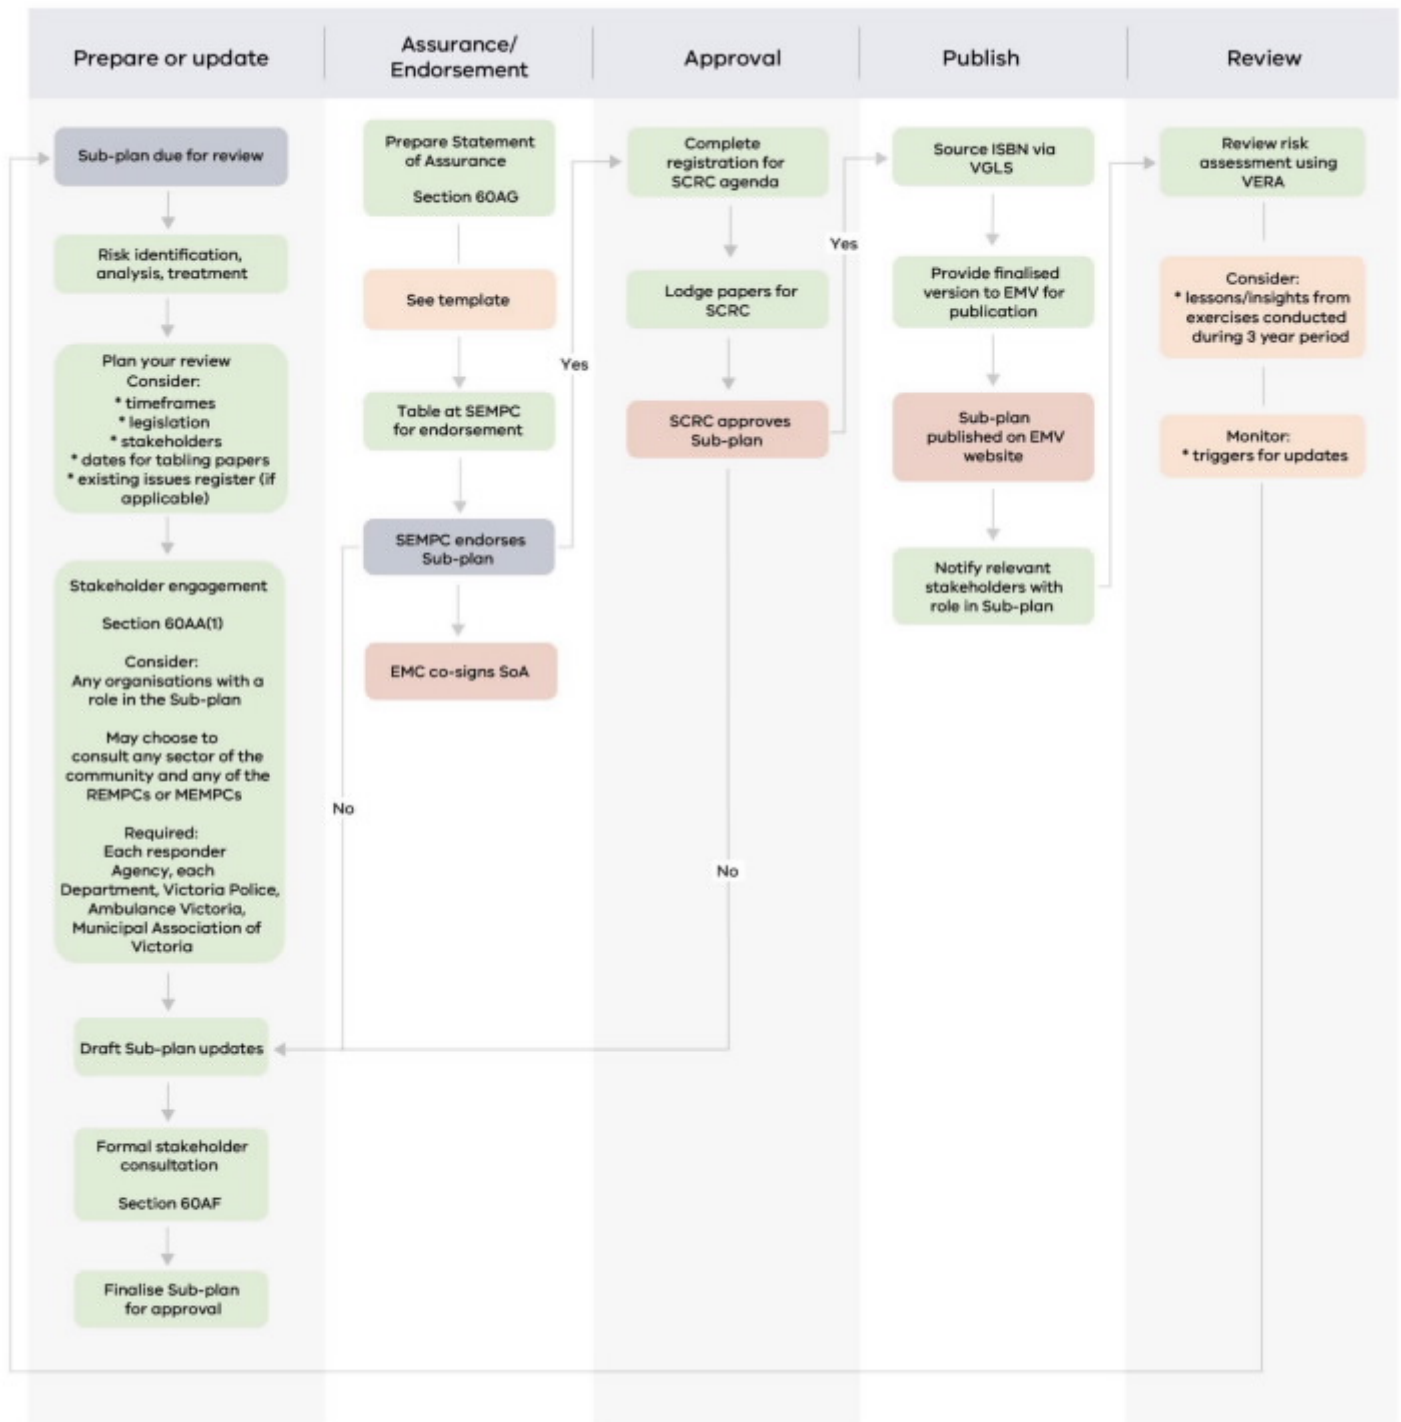 Prepare or update
Assurance/
Endorsement
Approval
Publish
Review
Sub-plan due for review
Risk identification,
analysis, treatment
Plan your review
Consider:
* timeframes
* legislation
* stakeholders
* dates for tabling papers
* existing issues register (if
applicable)
Stakeholder engagement
Section 60AA(1)
Consider:
Any organisations with a
role in the Sub-plan
May choose to
consult any sector of the
community and any of the
REMPCs or MEMPCs
Required:
Each responder
Agency, each
Department, Victoria Police,
Ambulance Victoria,
Municipal Association of
Victoria
Draft Sub-plan updates
Formal stakeholder
consultation
Section 60AF
Finalise Sub-plan
for approval
Prepare Statement
of Assurance
Section 60AG
See template
Table at SEMPC
for endorsement
SEMPC endorses
Sub-plan
EMC co-signs SoA
No
Yes
Complete
registration for
SCRC agenda
Lodge papers for
SCRC
SCRC approves
Sub-plan
No
Yes
Source ISBN via
VGLS
Provide finalised
version to EMV for
publication
Sub-plan
published on EMV
website
Notify relevant
stakeholders with
role in Sub-plan
Review risk
assessment using
VERA
Consider:
* lessons/insights from
exercises conducted
during 3 year period
Monitor:
* triggers for updates